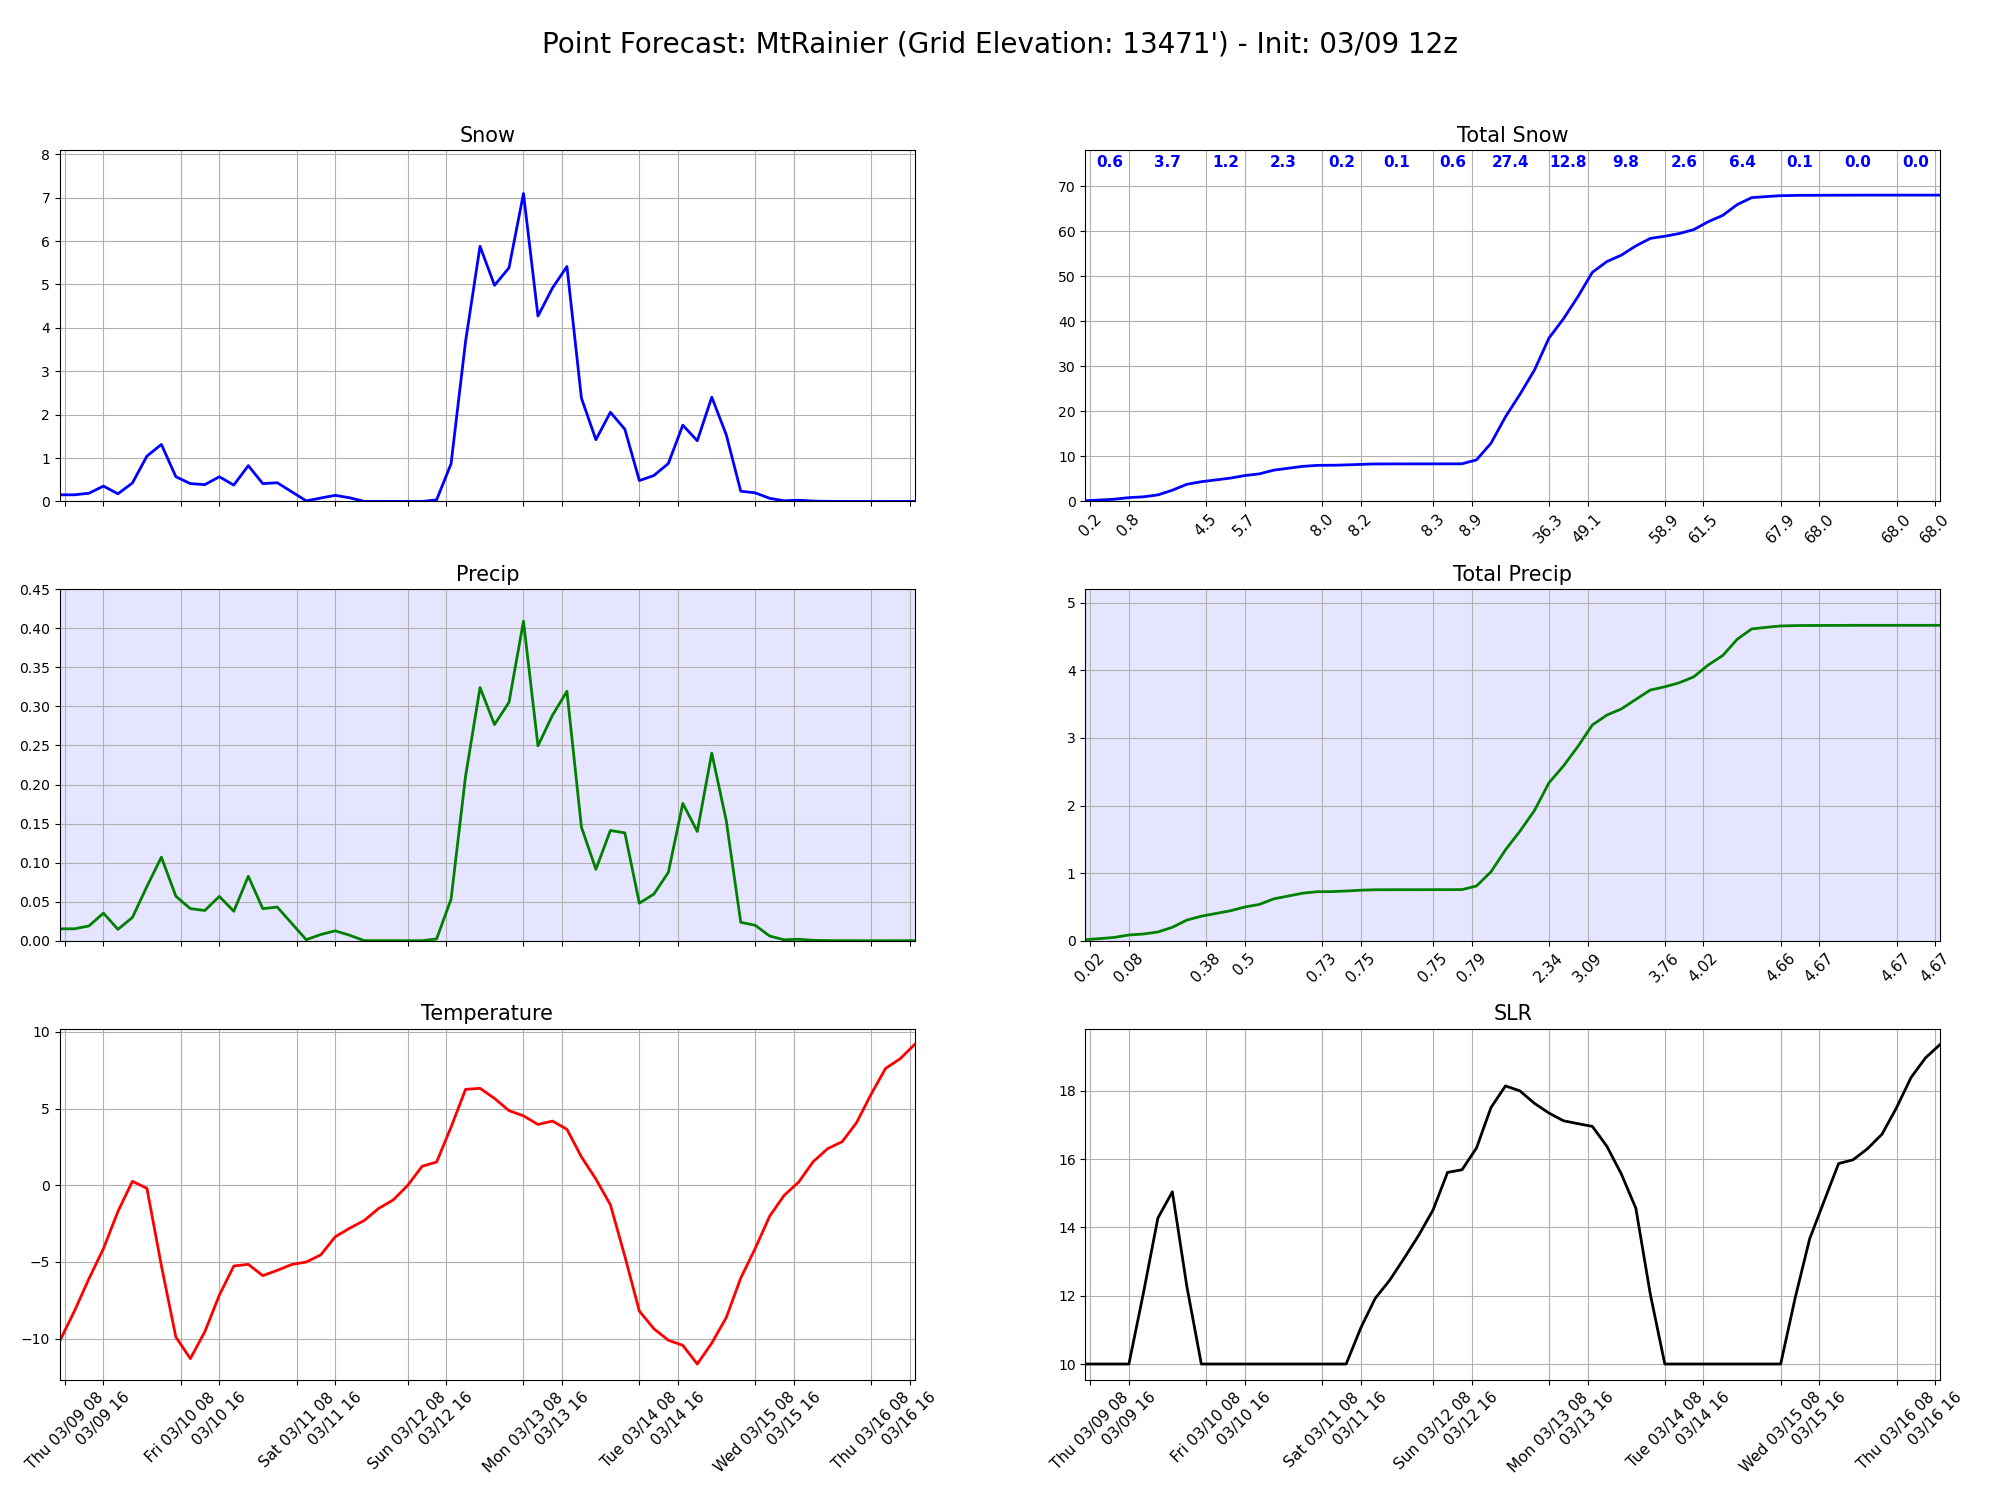 Point Forecast: MtRainier (Grid Elevation: 13471') - Init: 03/09 12z
Snow
8
7
6
5
4
3
2
1
0
Total Snow
0.6 3.7 1.2 2.3 0.2 0.1 0.6 27.4 12.8 9.8 2.6 6.4 0.1 0.0 0.0
70
60
50
40
30
20
10
0
0.2 0.8 4.5 5.7 8.0 8.2 8.3 8.9 36.3 49.1 58.9 61.5 67.9 68.0 68.0 68.0
Precip
0.45
0.40
0.35
0.30
0.25
0.20
0.15
0.10
0.05
0.00
Total Precip
5
4
3
2
1
0
0.02 0.08 0.38 0.5 0.73 0.75 0.75 0.79 2.34 3.09 3.76 4.02 4.66 4.67 4.67 4.67
Temperature
10
5
0
−5
−10
Thu 03/09 08
03/09 16
Fri 03/10 08
03/10 16
Sat 03/11 08
03/11 16
Sun 03/12 08
03/12 16
Mon 03/13 08
03/13 16
Tue 03/14 08
03/14 16
Wed 03/15 08
03/15 16
Thu 03/16 08
03/16 16
SLR
18
16
14
12
10
Thu 03/09 08
03/09 16
Fri 03/10 08
03/10 16
Sat 03/11 08
03/11 16
Sun 03/12 08
03/12 16
Mon 03/13 08
03/13 16
Tue 03/14 08
03/14 16
Wed 03/15 08
03/15 16
Thu 03/16 08
03/16 16